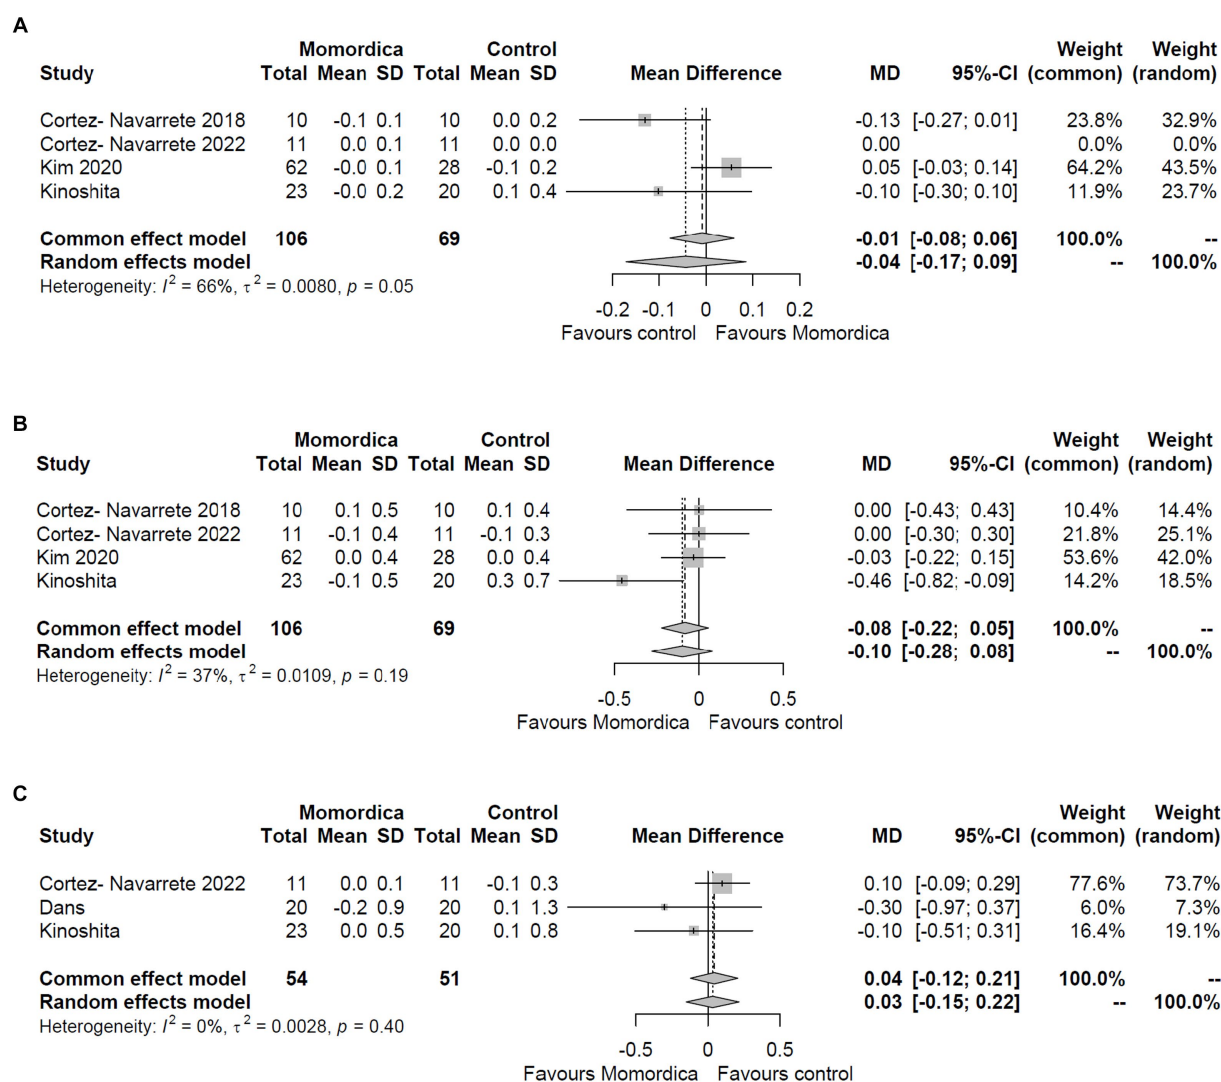 A
Momordica Control Weight Weight
Study Total Mean SD Total Mean SD Mean Difference MD 95%-CI (common) (random)
Cortez- Navarrete 2018 10 -0.1 0.1 10 0.0 0.2 -0.13 [-0.27; 0.01] 23.8% 32.9%
Cortez- Navarrete 2022 11 0.0 0.1 11 0.0 0.0 0.00 0.0% 0.0%
Kim 2020 62 -0.0 0.1 28 -0.1 0.2 0.05 [-0.03; 0.14] 64.2% 43.5%
Kinoshita 23 -0.0 0.2 20 0.1 0.4 -0.10 [-0.30; 0.10] 11.9% 23.7%
Common effect model 106 69 -0.01 [-0.08; 0.06] 100.0% --
Random effects model -0.04 [-0.17; 0.09] -- 100.0%
Heterogeneity: I² = 66%, τ² = 0.0080, p = 0.05
-0.2 -0.1 0 0.1 0.2
Favours control Favours Momordica
B
Momordica Control Weight Weight
Study Total Mean SD Total Mean SD Mean Difference MD 95%-CI (common) (random)
Cortez- Navarrete 2018 10 0.1 0.5 10 0.1 0.4 0.00 [-0.43; 0.43] 10.4% 14.4%
Cortez- Navarrete 2022 11 -0.1 0.4 11 -0.1 0.3 0.00 [-0.30; 0.30] 21.8% 25.1%
Kim 2020 62 0.0 0.4 28 0.0 0.4 -0.03 [-0.22; 0.15] 53.6% 42.0%
Kinoshita 23 -0.1 0.5 20 0.3 0.7 -0.46 [-0.82; -0.09] 14.2% 18.5%
Common effect model 106 69 -0.08 [-0.22; 0.05] 100.0% --
Random effects model -0.10 [-0.28; 0.08] -- 100.0%
Heterogeneity: I² = 37%, τ² = 0.0109, p = 0.19
-0.5 0 0.5
Favours Momordica Favours control
C
Momordica Control Weight Weight
Study Total Mean SD Total Mean SD Mean Difference MD 95%-CI (common) (random)
Cortez- Navarrete 2022 11 0.0 0.1 11 -0.1 0.3 0.10 [-0.09; 0.29] 77.6% 73.7%
Dans 20 -0.2 0.9 20 0.1 1.3 -0.30 [-0.97; 0.37] 6.0% 7.3%
Kinoshita 23 0.0 0.5 20 0.1 0.8 -0.10 [-0.51; 0.31] 16.4% 19.1%
Common effect model 54 51 0.04 [-0.12; 0.21] 100.0% --
Random effects model 0.03 [-0.15; 0.22] -- 100.0%
Heterogeneity: I² = 0%, τ² = 0.0028, p = 0.40
-0.5 0 0.5
Favours Momordica Favours control